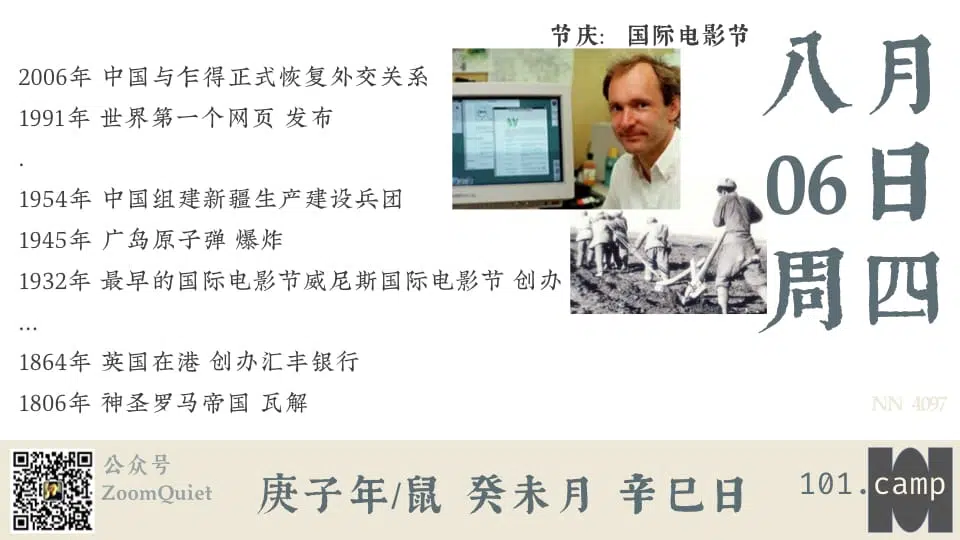 节庆: 国际电影节
八月
06日
周四
2006年 中国与乍得正式恢复外交关系
1991年 世界第一个网页 发布
.
1954年 中国组建新疆生产建设兵团
1945年 广岛原子弹 爆炸
1932年 最早的国际电影节威尼斯国际电影节 创办
...
1864年 英国在港 创办汇丰银行
1806年 神圣罗马帝国 瓦解
NN 4097
公众号
ZoomQuiet
庚子年/鼠 癸未月 辛巳日
101.camp